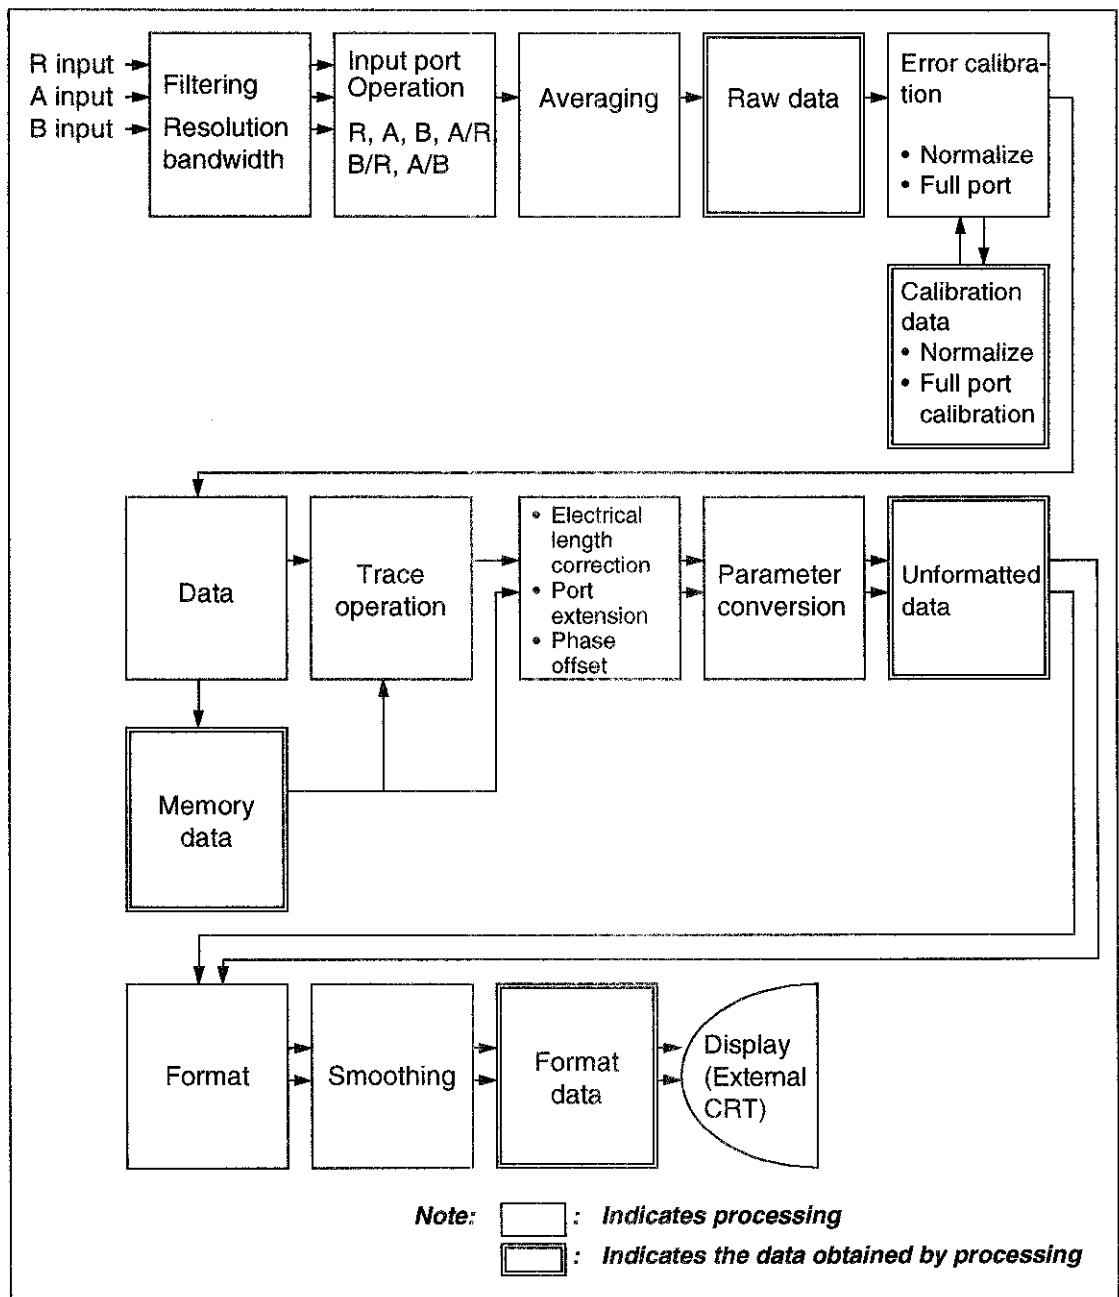 R input
A input
B input
Filtering
Resolution
bandwidth
Input port
Operation
R, A, B, A/R
B/R, A/B
Averaging
Raw data
Error calibra-
tion
• Normalize
• Full port
Calibration
data
• Normalize
• Full port
calibration
Data
Trace
operation
• Electrical
length
correction
• Port
extension
• Phase
offset
Parameter
conversion
Unformatted
data
Memory
data
Format
Smoothing
Format
data
Display
(External
CRT)
Note:
: Indicates processing
: Indicates the data obtained by processing